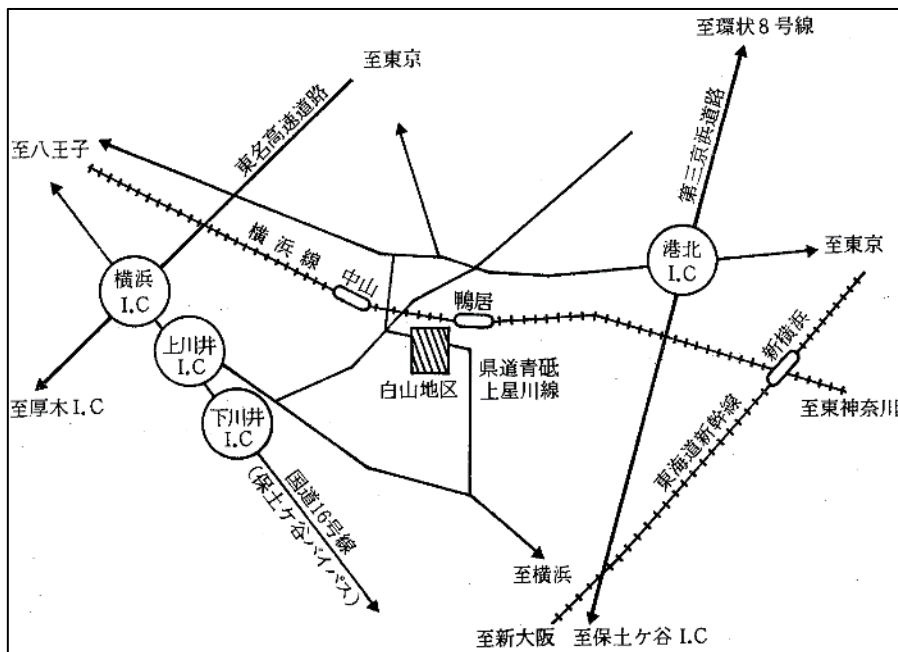 至環状8号線
至東京
東名高速道路
第三京浜道路
至八王子
横浜線
港北
I.C
至東京
横浜
I.C
中山
鴨居
新横浜
上川井
I.C
県道青砥
上星川線
白山地区
至厚木I.C
至東神奈川
下川井
I.C
東海道新幹線
国道16号線
(保土ケ谷バイパス)
至横浜
至新大阪
至保土ケ谷I.C